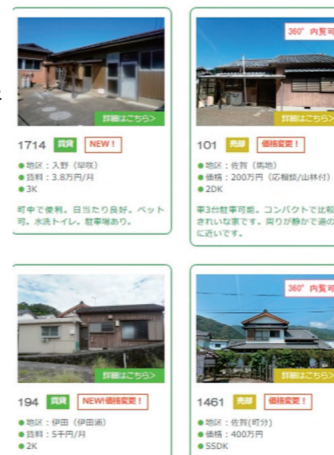 詳細はこちら>
1714 賃貸 NEW！
●地区：入野（早咲）
●賃料：3.8万円/月
●3K
町中で便利。日当たり良好。ペット
可。水洗トイレ。駐車場あり。
360° 内覧可
詳細はこちら>
101 売却 価格変更！
●地区：佐賀（馬地）
●価格：200万円（応相談/山林付）
●2DK
車3台駐車可能。コンパクトで比較
きれいな家です。周りが静かで
に近いです。
詳細はこちら>
194 賃貸 NEW!価格変更！
●地区：伊田（伊田浦）
●賃料：5千円/月
●2K
360° 内覧可
詳細はこちら>
1461 売却 価格変更！
●地区：佐賀(町分)
●価格：400万円
●5SDK